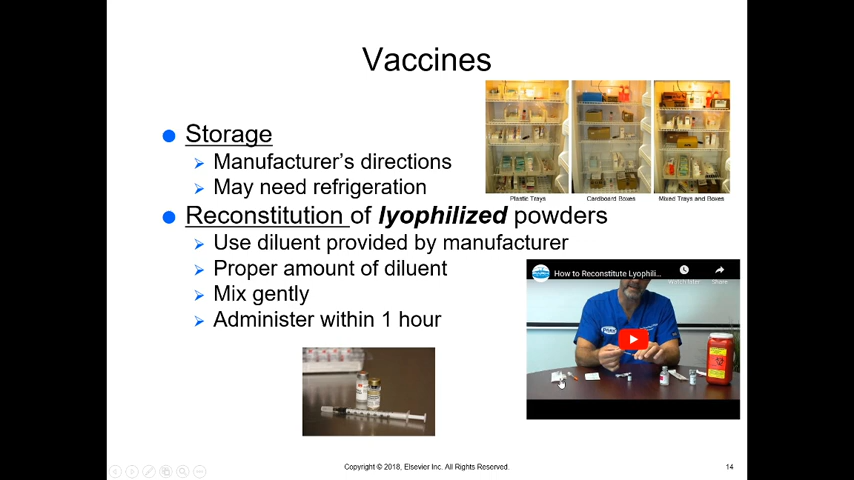 Vaccines
Storage
Manufacturer's directions
May need refrigeration
Plastic Trays
Cardboard Boxes
Mixed Trays and Boxes
Reconstitution of lyophilized powders
Use diluent provided by manufacturer
Proper amount of diluent
Mix gently
Administer within 1 hour
How to Reconstitute Lyophili...
Watch later
Share
Copyright © 2018, Elsevier Inc. All Rights Reserved.
14